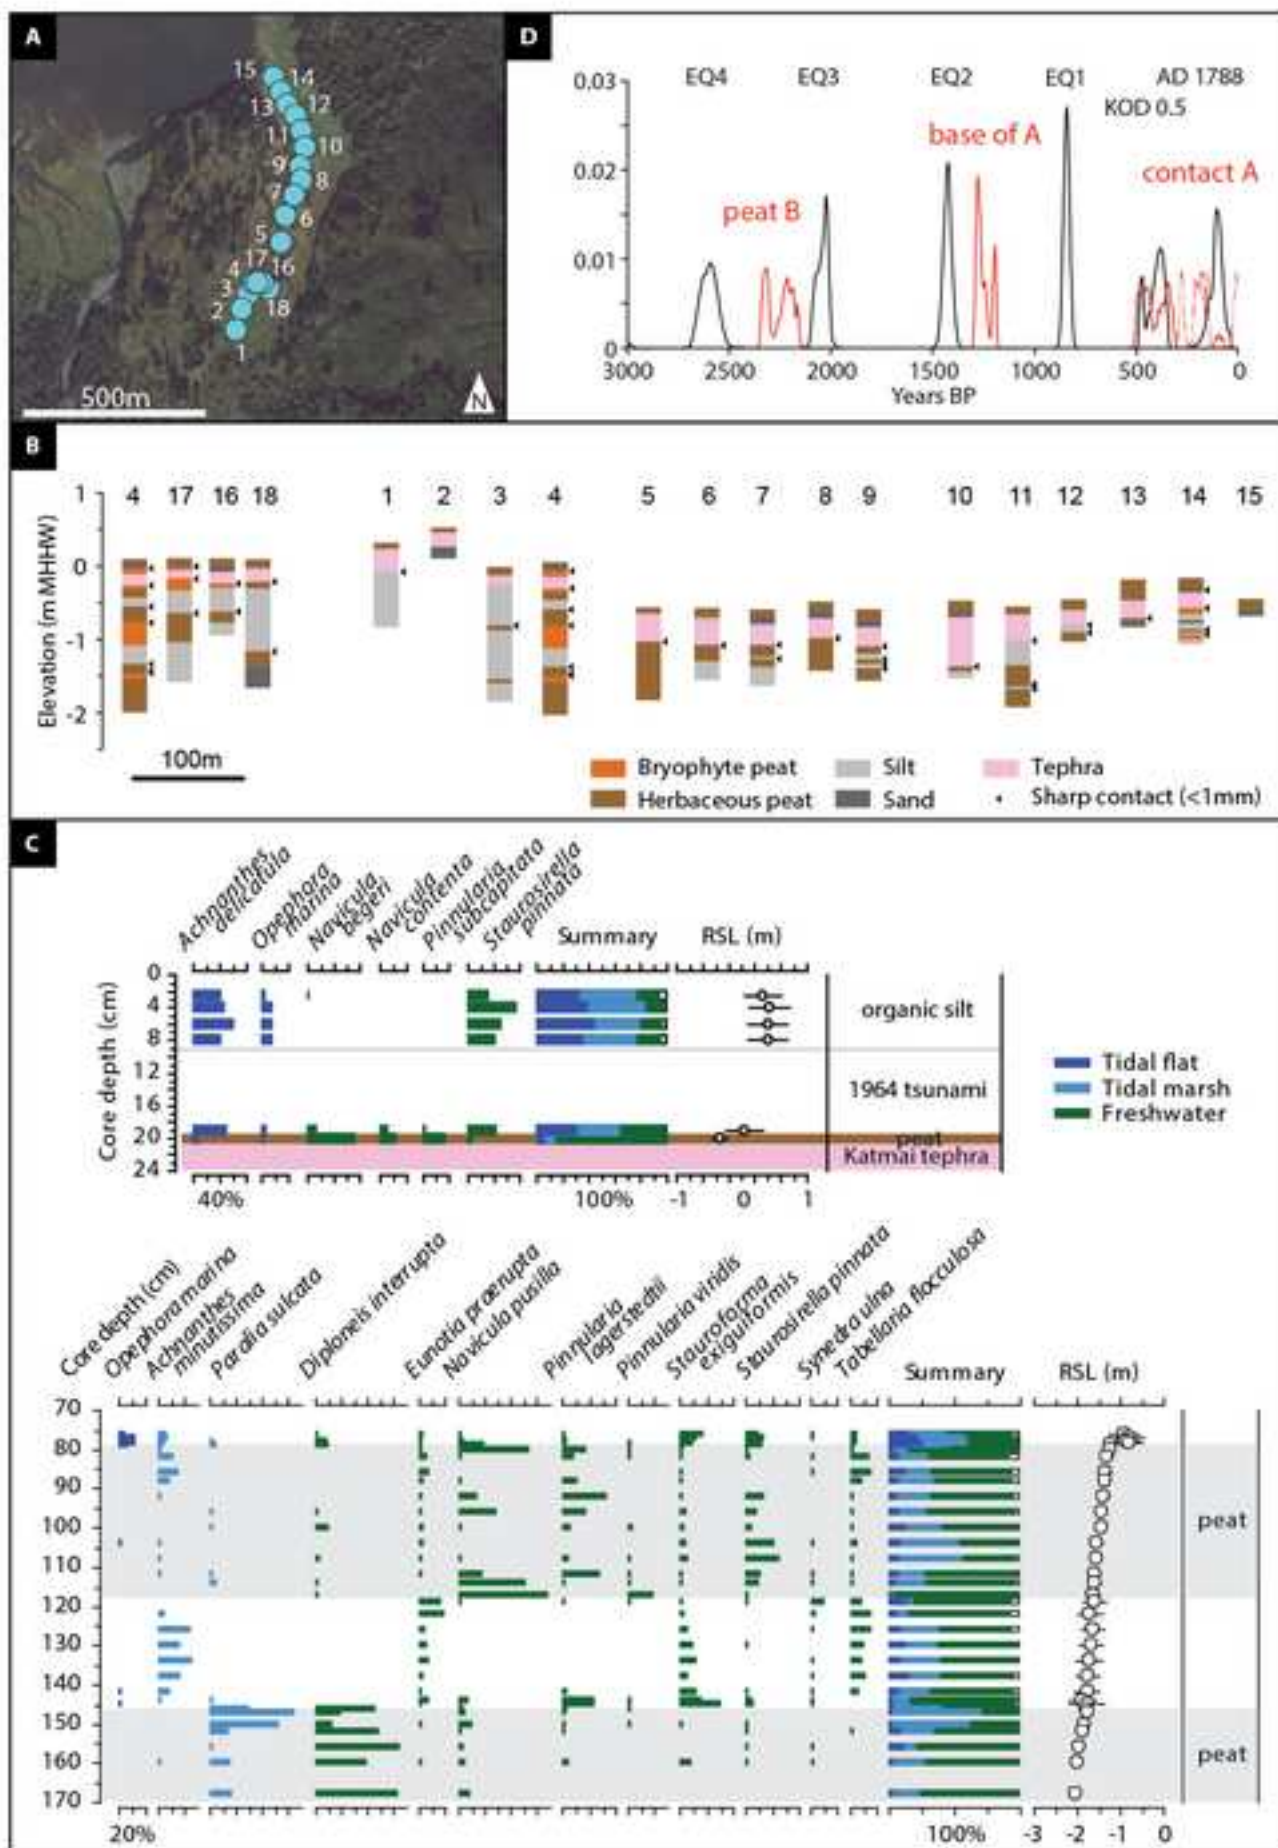 A
15
14
13
12
11
10
9
8
7
6
5
17
4
16
3
2
18
1
500m
N
D
0,03
0,02
0,01
0
EQ4
EQ3
EQ2
EQ1
AD 1788
KOD 0.5
base of A
contact A
peat B
3000 2500 2000 1500 1000 500 0
Years BP
B
4 17 16 18 1 2 3 4 5 6 7 8 9 10 11 12 13 14 15
Elevation (m MHHW)
1
0
-1
-2
100m
Bryophyte peat
Silt
Tephra
Herbaceous peat
Sand
Sharp contact (<1mm)
C
Achnanthes delicatula
Opephora marina
Navicula begeri
Navicula contenta
Pinnularia subcapitata
Staurosirella pinnata
Summary
RSL (m)
Core depth (cm)
0
4
8
12
16
20
24
organic silt
1964 tsunami
peat
Katmai tephra
40%
100%
-1 0 1
Tidal flat
Tidal marsh
Freshwater
Core depth (cm)
Opephora marina
Achnanthes minutissima
Paralia sulcata
Diploneis interrupta
Eunotia praerupta
Navicula pusilla
Pinnularia lagerstedtii
Pinnularia viridis
Stauroforma exiguiformis
Staurosirella pinnata
Synedra ulna
Tabellaria flocculosa
Summary
RSL (m)
70
80
90
100
110
120
130
140
150
160
170
peat
peat
20%
100%
-3 -2 -1 0